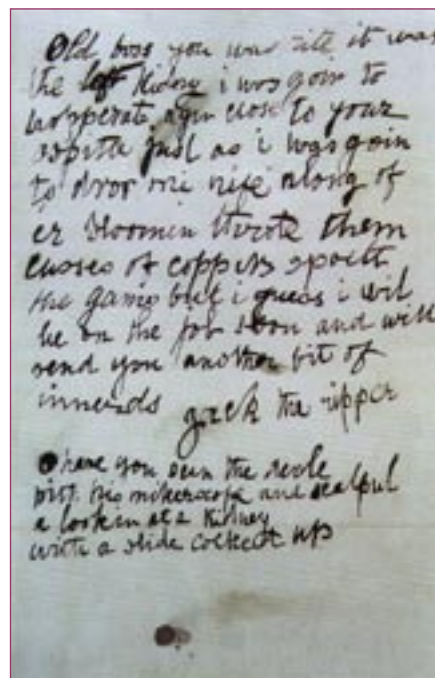 Old boss you was rite it was
the left kidny i was goin to
hopperate agin close to your
ospitle just as i was goin
to dror mi nife along of
er bloomin throte them
cusses of coppers spoilt
the game but i guess i wil
be on the job soon and will
send you another bit of
innerds Jack the ripper
O have you seen the devle
with his mikerscope and scalpul
a lookin at a Kidney
with a slide cocked up